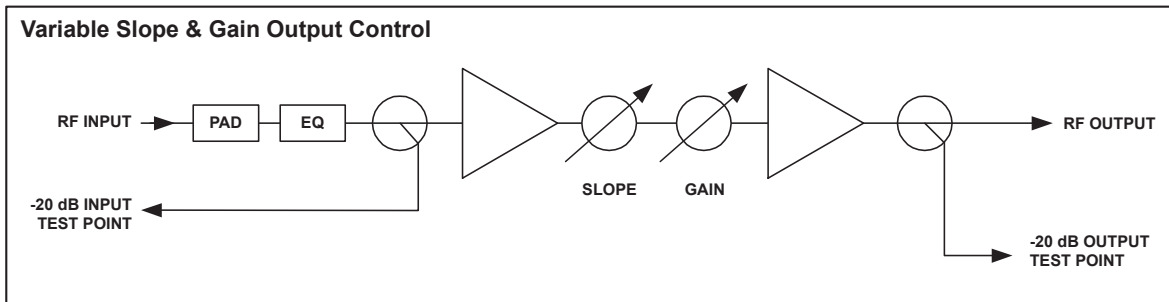 Variable Slope & Gain Output Control
RF INPUT
PAD
EQ
RF OUTPUT
SLOPE
GAIN
-20 dB INPUT
TEST POINT
-20 dB OUTPUT
TEST POINT